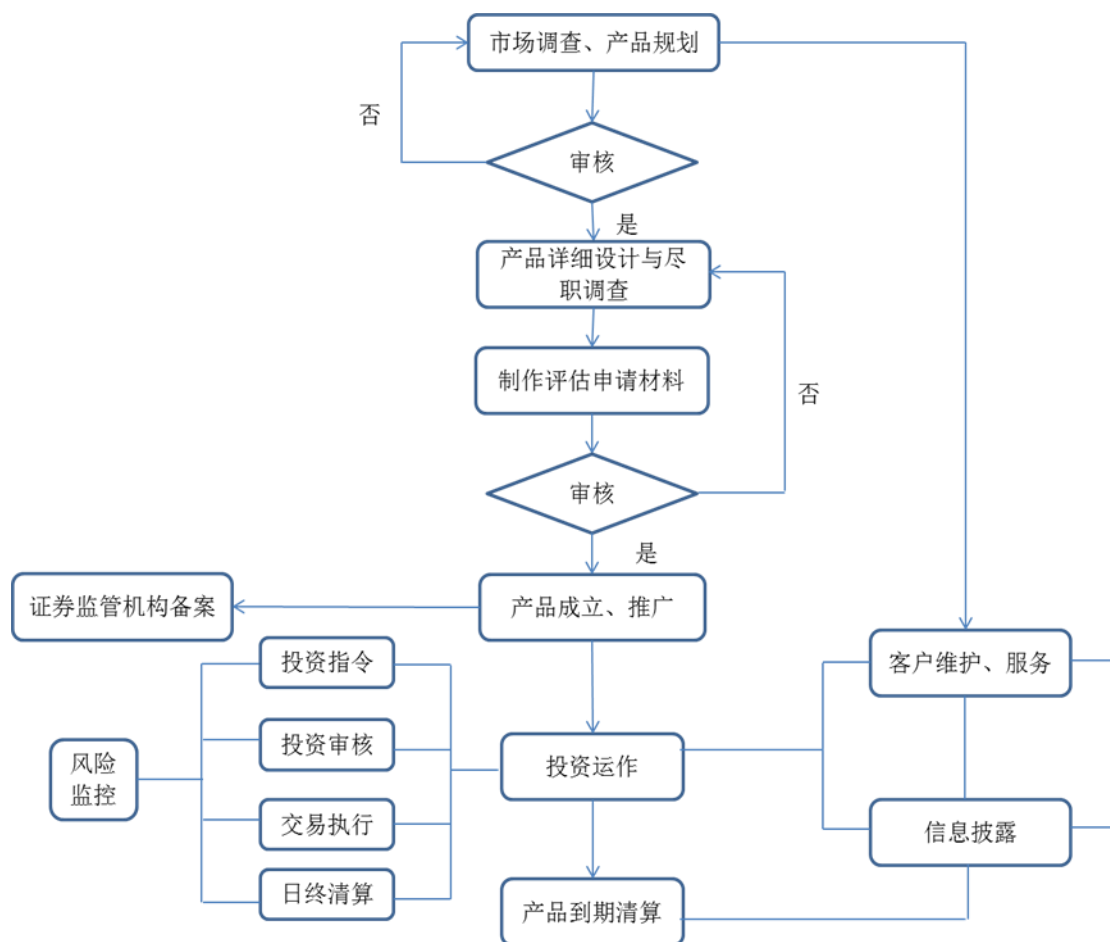 市场调查、产品规划
否
审核
是
产品详细设计与尽
职调查
制作评估申请材料
否
审核
是
证券监管机构备案
产品成立、推广
投资指令
客户维护、服务
投资审核
风险
监控
投资运作
交易执行
信息披露
日终清算
产品到期清算